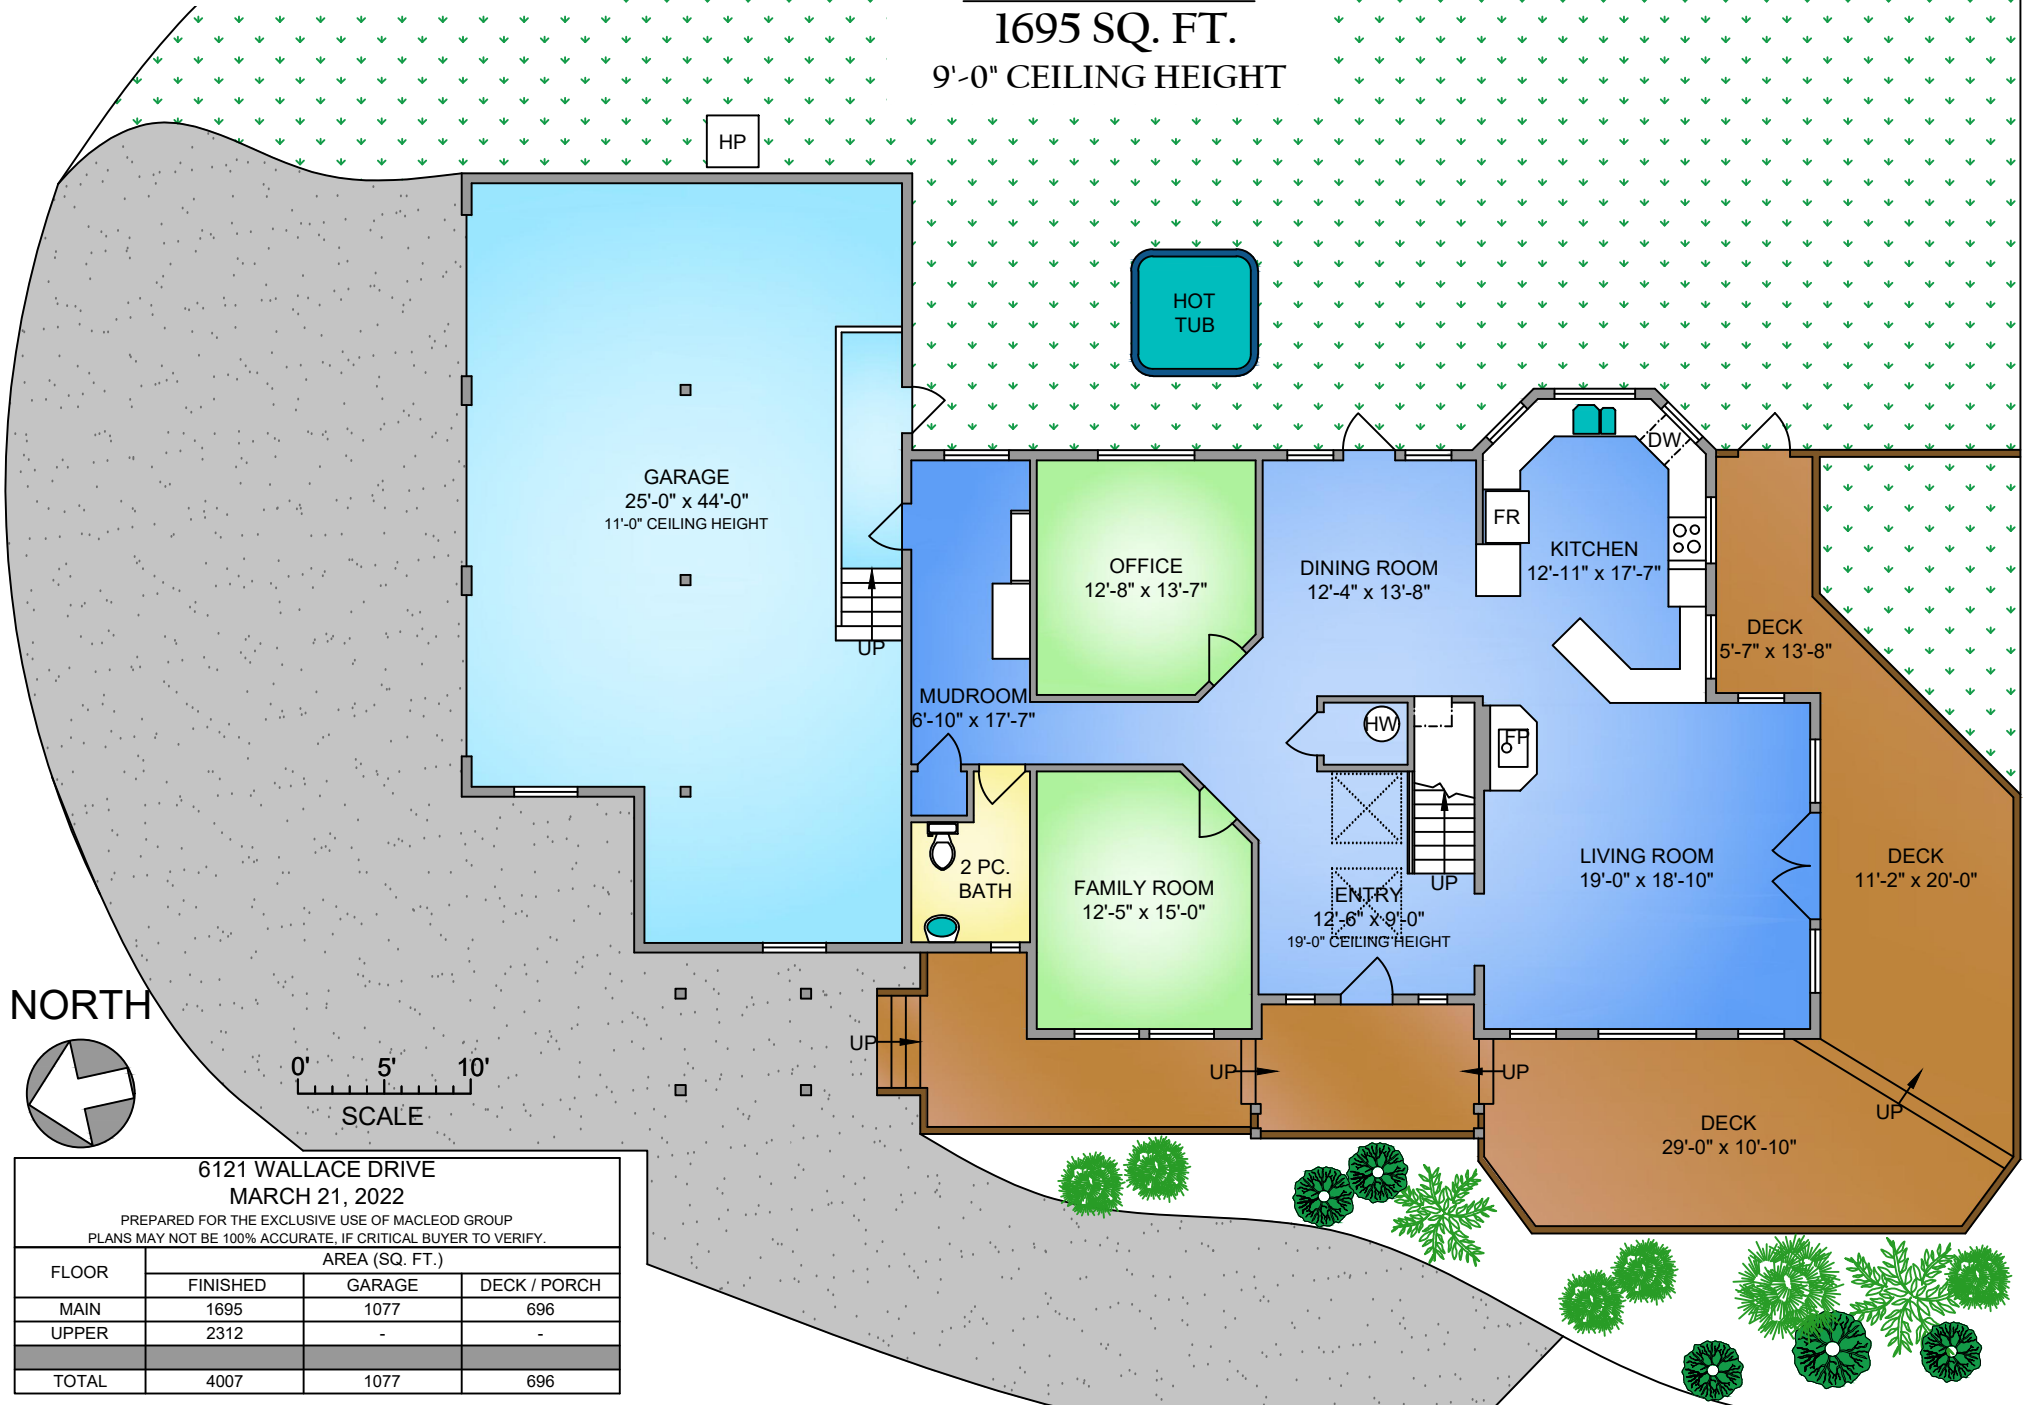 1695 SQ. FT.
9'-0" CEILING HEIGHT
HP
HOT
TUB
GARAGE
25'-0" x 44'-0"
11'-0" CEILING HEIGHT
UP
MUDROOM
6'-10" x 17'-7"
OFFICE
12'-8" x 13'-7"
DINING ROOM
12'-4" x 13'-8"
FR
DW
KITCHEN
12'-11" x 17'-7"
DECK
5'-7" x 13'-8"
HW
FP
2 PC.
BATH
FAMILY ROOM
12'-5" x 15'-0"
ENTRY
12'-6" x 9'-0"
19'-0" CEILING HEIGHT
UP
LIVING ROOM
19'-0" x 18'-10"
DECK
11'-2" x 20'-0"
UP
UP
UP
UP
DECK
29'-0" x 10'-10"
NORTH
0' 5' 10'
SCALE
6121 WALLACE DRIVE
MARCH 21, 2022
PREPARED FOR THE EXCLUSIVE USE OF MACLEOD GROUP
PLANS MAY NOT BE 100% ACCURATE, IF CRITICAL BUYER TO VERIFY.
FLOOR AREA (SQ. FT.)
FINISHED GARAGE DECK / PORCH
MAIN 1695 1077 696
UPPER 2312 - -
TOTAL 4007 1077 696